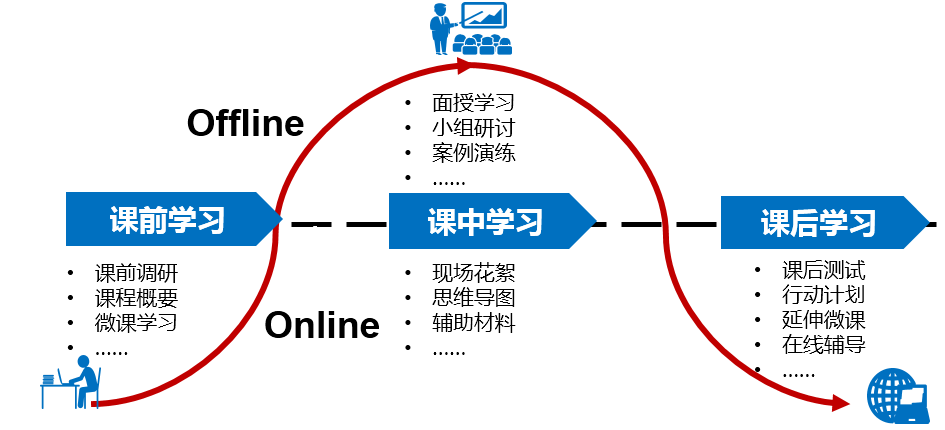 Offline
• 面授学习
• 小组研讨
• 案例演练
• ......
课前学习
课中学习
课后学习
• 课前调研
• 课程概要
• 微课学习
• ......
Online
• 现场花絮
• 思维导图
• 辅助材料
• ......
• 课后测试
• 行动计划
• 延伸微课
• 在线辅导
• ......